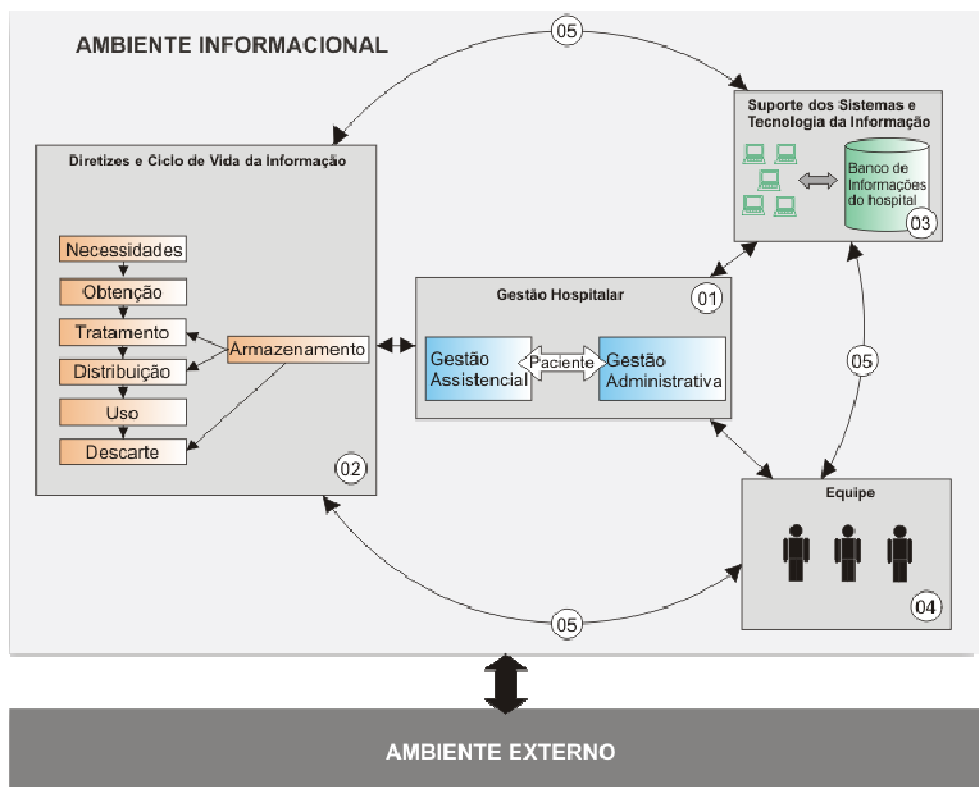 AMBIENTE INFORMACIONAL
05
Suporte dos Sistemas e
Tecnologia da Informação
Banco de
Informações
do hospital
03
Diretizes e Ciclo de Vida da Informação
Necessidades
Obtenção
Tratamento
Armazenamento
Distribuição
Uso
Descarte
02
Gestão Hospitalar
01
Gestão
Assistencial
Paciente
Gestão
Administrativa
05
Equipe
04
05
AMBIENTE EXTERNO